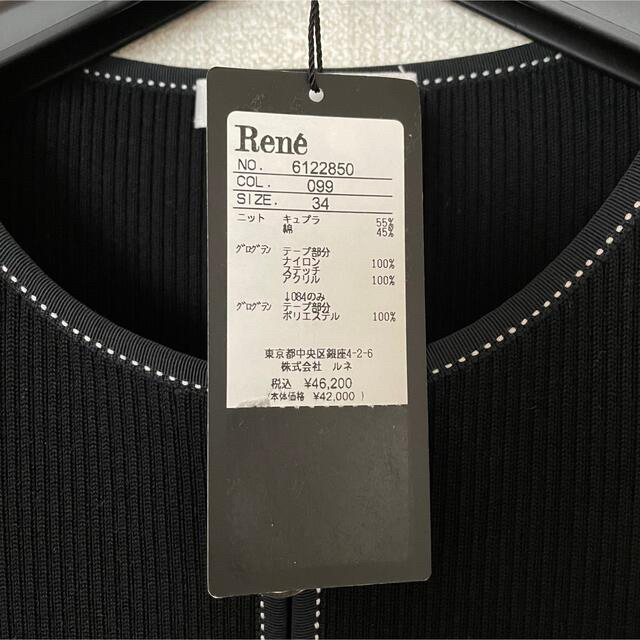 René
NO. 6122850
COL. 099
SIZE. 34
ニット キュプラ 55%
綿 45%
グログラン テープ部分
ナイロン 100%
ステッチ
アクリル 100%
↓084のみ
グログラン テープ部分
ポリエステル 100%
東京都中央区銀座4-2-6
株式会社 ルネ
税込 ¥46,200
(本体価格 ¥42,000 )